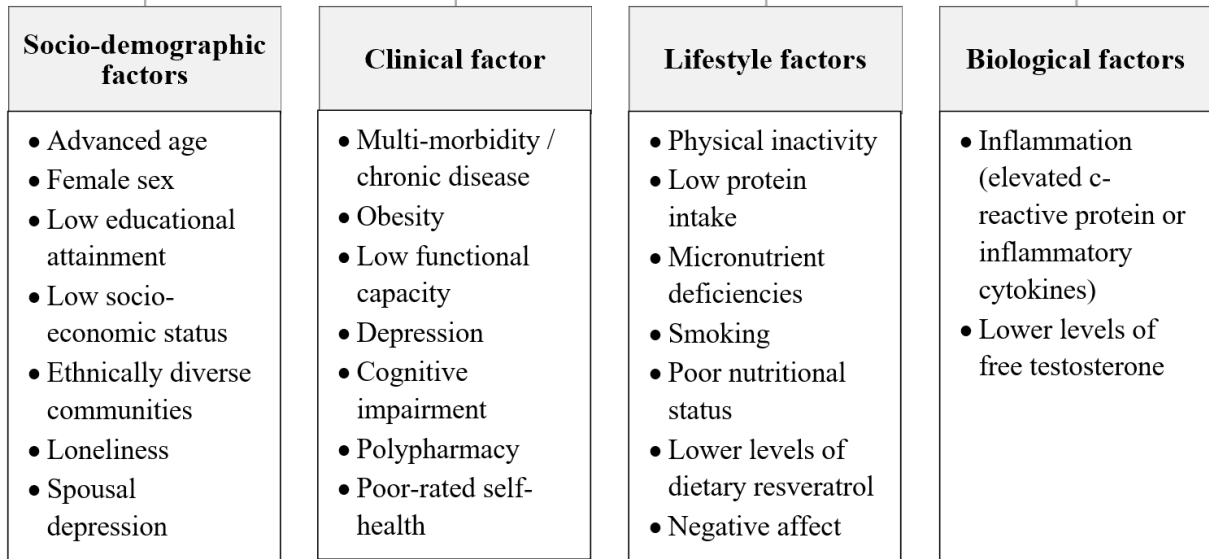 Socio-demographic
factors
• Advanced age
• Female sex
• Low educational
attainment
• Low socio-
economic status
• Ethnically diverse
communities
• Loneliness
• Spousal
depression
Clinical factor
• Multi-morbidity /
chronic disease
• Obesity
• Low functional
capacity
• Depression
• Cognitive
impairment
• Polypharmacy
• Poor-rated self-
health
Lifestyle factors
• Physical inactivity
• Low protein
intake
• Micronutrient
deficiencies
• Smoking
• Poor nutritional
status
• Lower levels of
dietary resveratrol
• Negative affect
Biological factors
• Inflammation
(elevated c-
reactive protein or
inflammatory
cytokines)
• Lower levels of
free testosterone